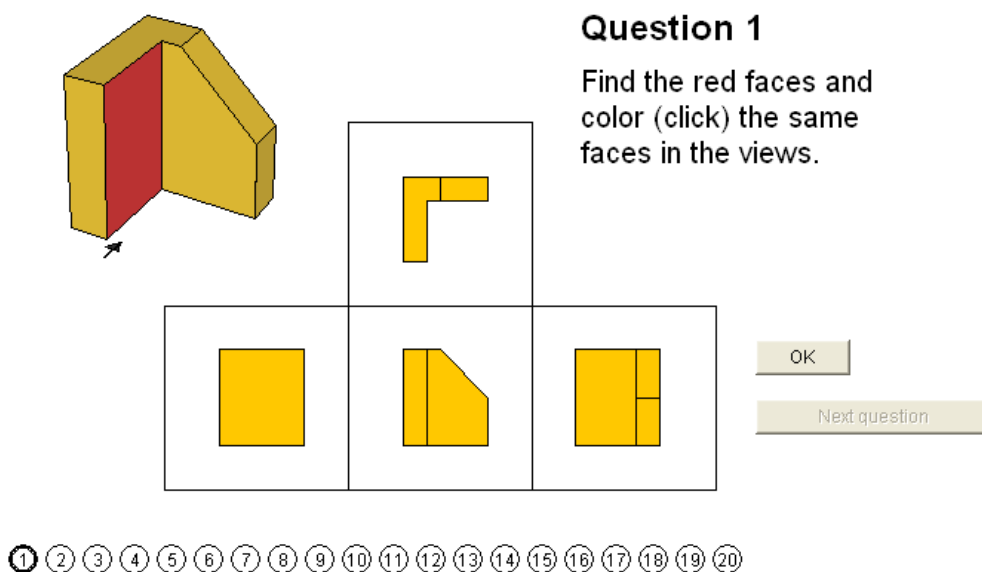 Question 1
Find the red faces and
color (click) the same
faces in the views.
OK
Next question
1 2 3 4 5 6 7 8 9 10 11 12 13 14 15 16 17 18 19 20